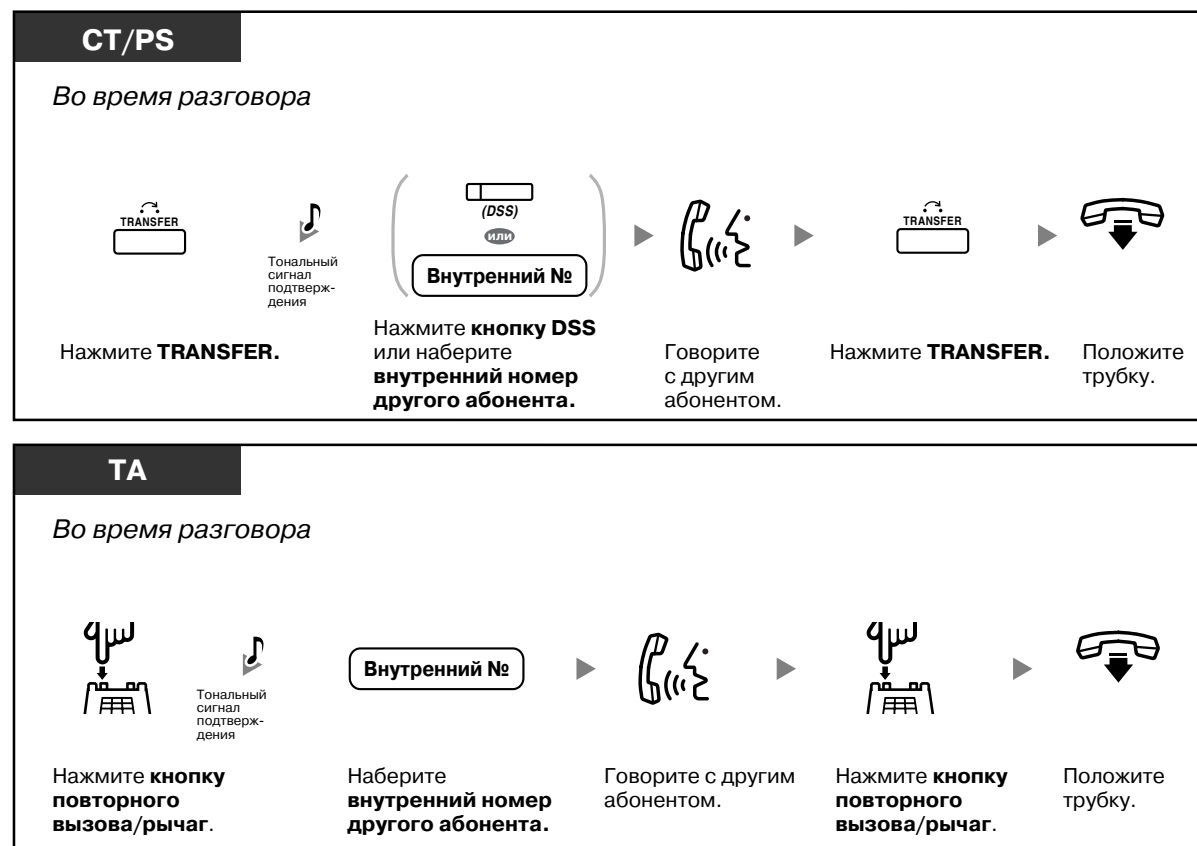 CT/PS
Во время разговора
TRANSFER
Тональный
сигнал
подтверж-
дения
(DSS)
или
Внутренний №
TRANSFER
Нажмите TRANSFER.
Нажмите кнопку DSS
или наберите
внутренний номер
другого абонента.
Говорите
с другим
абонентом.
Нажмите TRANSFER.
Положите
трубку.
TA
Во время разговора
Тональный
сигнал
подтверж-
дения
Внутренний №
Нажмите кнопку
повторного
вызова/рычаг.
Наберите
внутренний номер
другого абонента.
Говорите с другим
абонентом.
Нажмите кнопку
повторного
вызова/рычаг.
Положите
трубку.